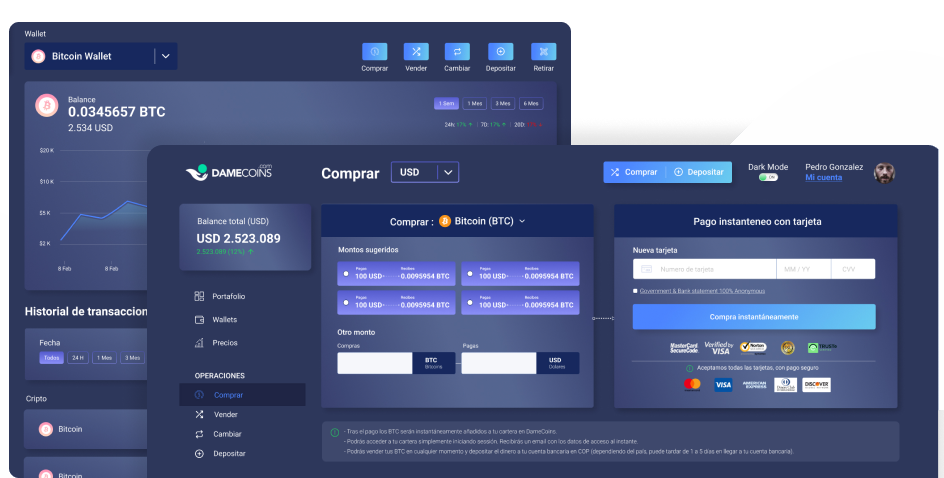 Wallet
Bitcoin Wallet
Comprar Vender Cambiar Depositar Retirar
Balance
0.0345657 BTC
2.534 USD
1 Sem 1 Mes 3 Mes 6 Mes
24h: 17% 7D: 17% 20D:
$20 K
$10 K
$5 K
$2 K
8 Feb 8 Feb
Historial de transaccion
Fecha
Todos 24 H 1 Mes 3 Mes
Cripto
Bitcoin
Bitcoin
DAMECOINS
.com
Comprar USD
Comprar Depositar
Dark Mode
ON
Pedro Gonzalez
Mi cuenta
Balance total (USD)
USD 2.523.089
2.523.089 (12%)
Portafolio
Wallets
Precios
OPERACIONES
Comprar
Vender
Cambiar
Depositar
Comprar : Bitcoin (BTC)
Montos sugeridos
Pagas Recibes
100 USD 0.0095954 BTC
Pagas Recibes
100 USD 0.0095954 BTC
Pagas Recibes
100 USD 0.0095954 BTC
Pagas Recibes
100 USD 0.0095954 BTC
Otro monto
Compras Pagas
BTC
Bitcoins
USD
Dólares
Pago instanteneo con tarjeta
Nueva tarjeta
Numero de tarjeta MM / YY CVV
Government & Bank statement 100% Anonymous
Compra instantáneamente
MasterCard
SecureCode
Verified by
VISA
Norton
TRUSTe
Aceptamos todas las tarjetas, con pago seguro
VISA
AMERICAN
EXPRESS
Diners Club
DISCOVER
- Tras el pago los BTC serán instantáneamente añadidos a tu cartera en DameCoins.
- Podrás acceder a tu cartera simplemente iniciando sessión. Recibirás un email con los datos de acceso al instante.
- Podrás vender tus BTC en cualquier momento y depositar el dinero a tu cuenta bancaria en COP (dependiendo del país, puede tardar de 1 a 5 días en llegar a tu cuenta bancaria).